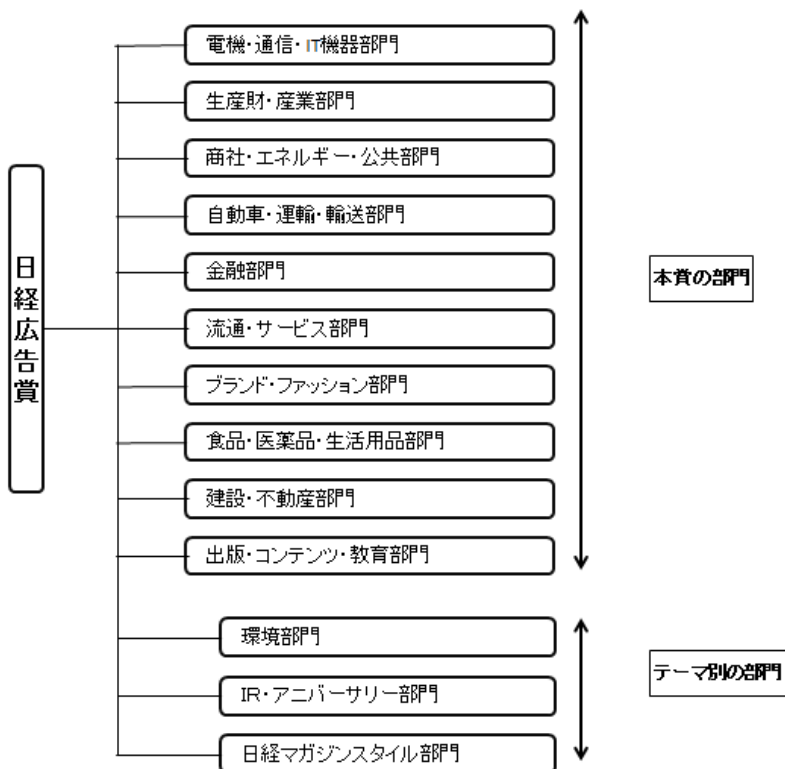 日経広告賞
電機・通信・IT機器部門
生産財・産業部門
商社・エネルギー・公共部門
自動車・運輸・輸送部門
金融部門
流通・サービス部門
ブランド・ファッション部門
食品・医薬品・生活用品部門
建設・不動産部門
出版・コンテンツ・教育部門
本賞の部門
環境部門
IR・アニバーサリー部門
日経マガジンスタイル部門
テーマ別の部門